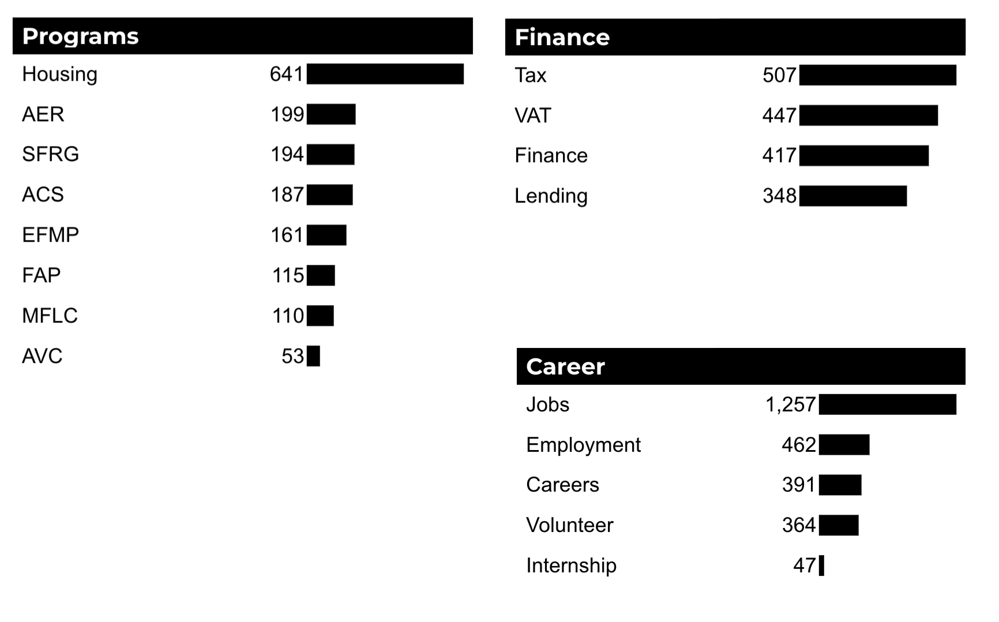 Programs
Housing 641
AER 199
SFRG 194
ACS 187
EFMP 161
FAP 115
MFLC 110
AVC 53
Finance
Tax 507
VAT 447
Finance 417
Lending 348
Career
Jobs 1,257
Employment 462
Careers 391
Volunteer 364
Internship 47